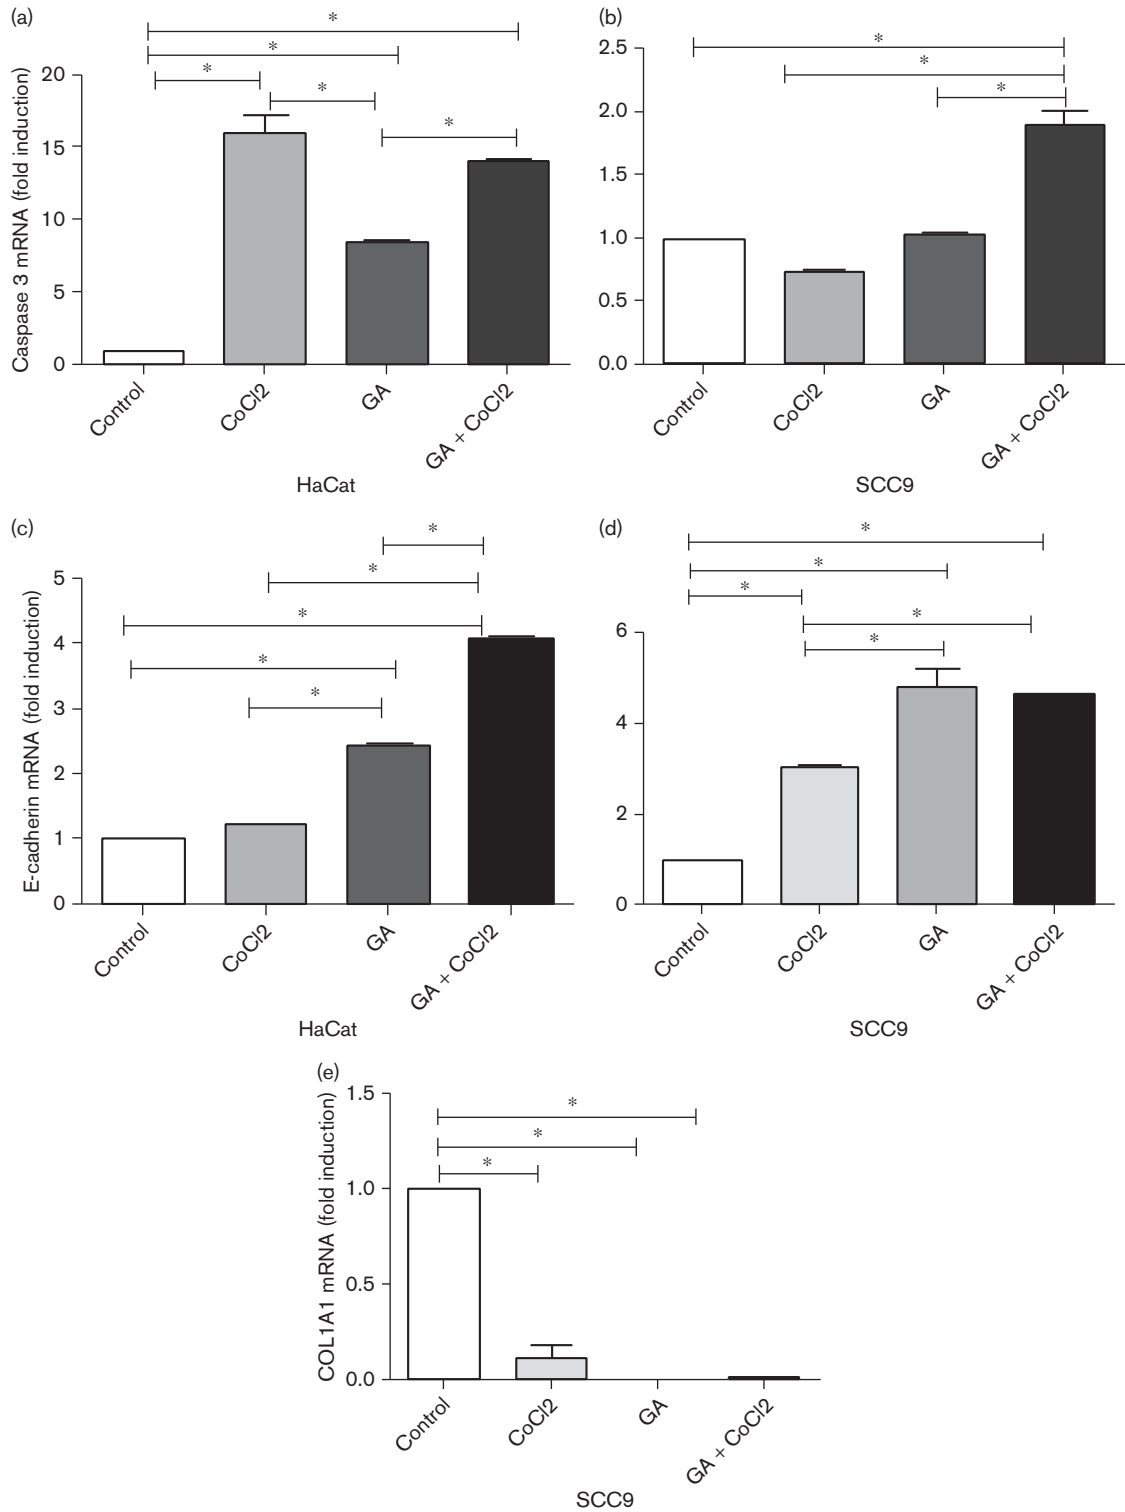 (a)
*
*
*
*
*
Caspase 3 mRNA (fold induction)
20
15
10
5
0
Control
CoCl2
GA
GA + CoCl2
HaCat
(b)
*
*
*
2.5
2.0
1.5
1.0
0.5
0.0
Control
CoCl2
GA
GA + CoCl2
SCC9
(c)
*
*
*
*
*
E-cadherin mRNA (fold induction)
5
4
3
2
1
0
Control
CoCl2
GA
GA + CoCl2
HaCat
(d)
*
*
*
*
*
6
4
2
0
Control
CoCl2
GA
GA + CoCl2
SCC9
(e)
*
*
*
COL1A1 mRNA (fold induction)
1.5
1.0
0.5
0.0
Control
CoCl2
GA
GA + CoCl2
SCC9